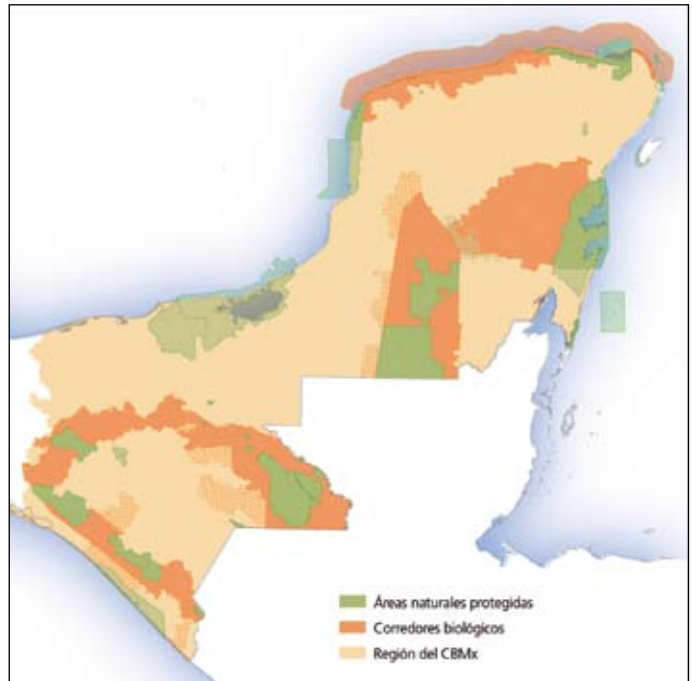 Áreas naturales protegidas
Corredores biológicos
Región del CBMx